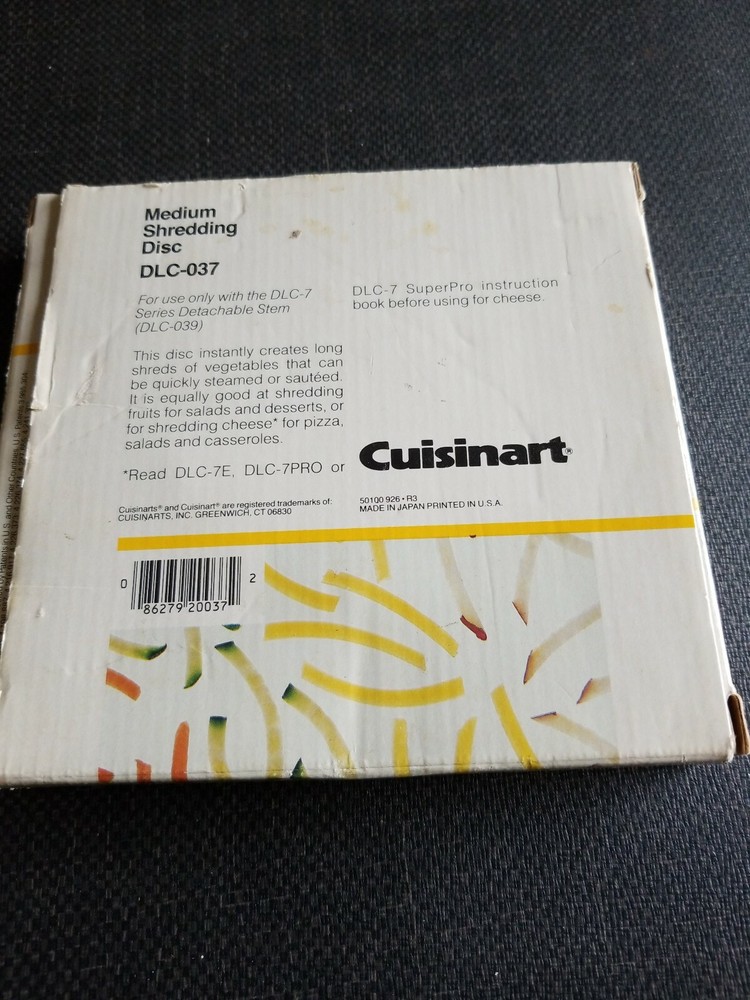 Medium
Shredding
Disc
DLC-037
For use only with the DLC-7
Series Detachable Stem
(DLC-039)
This disc instantly creates long
shreds of vegetables that can
be quickly steamed or sautéed.
It is equally good at shredding
fruits for salads and desserts, or
for shredding cheese* for pizza,
salads and casseroles.
*Read DLC-7E, DLC-7PRO or
DLC-7 SuperPro instruction
book before using for cheese.
Cuisinart®
Cuisinarts® and Cuisinart® are registered trademarks of:
CUISINARTS, INC. GREENWICH, CT 06830
50100 926 • R3
MADE IN JAPAN PRINTED IN U.S.A.
0 86279 20037 2